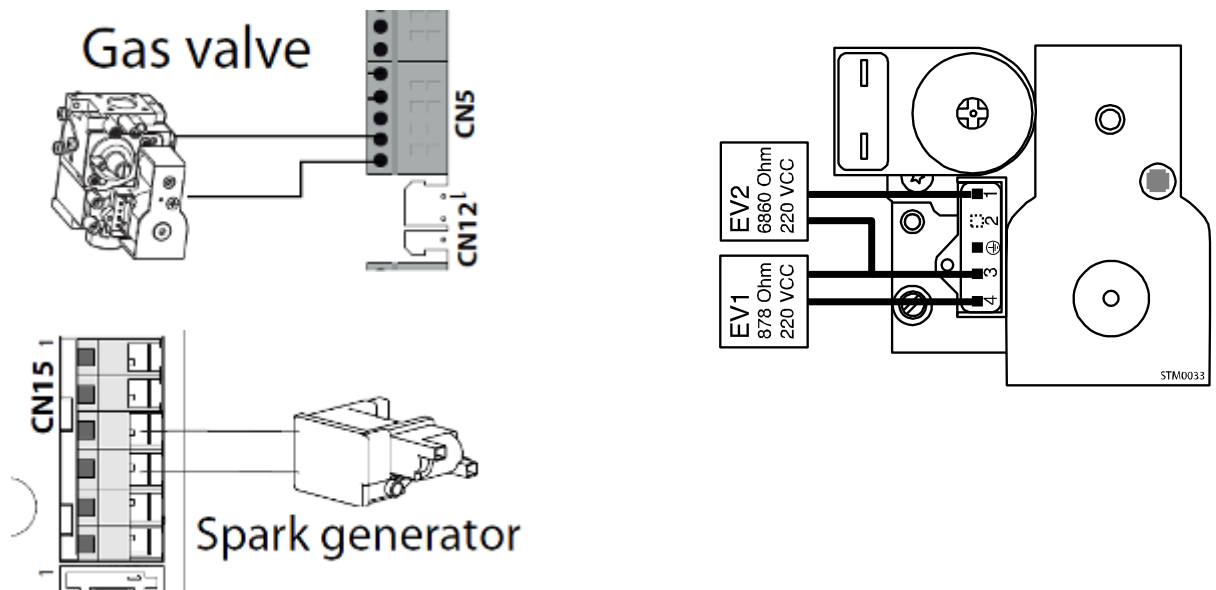 Gas valve
CN5
1
CN12
CN15
1
Spark generator
1
1
EV2
6860 Ohm
220 VCC
EV1
878 Ohm
220 VCC
1
2
3
4
STM0033